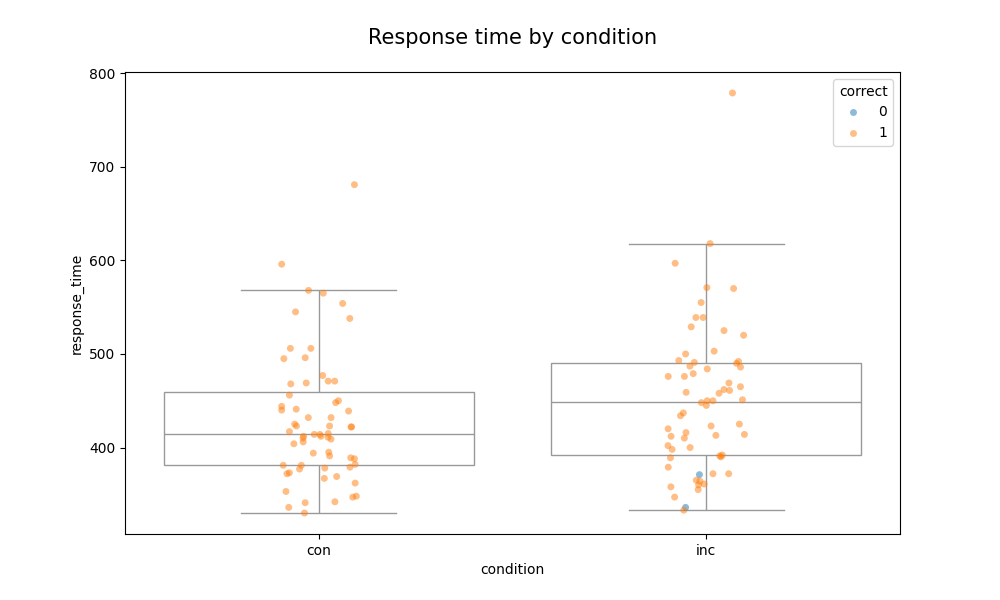 Response time by condition
800
700
600
500
400
response_time
correct
0
1
con
inc
condition